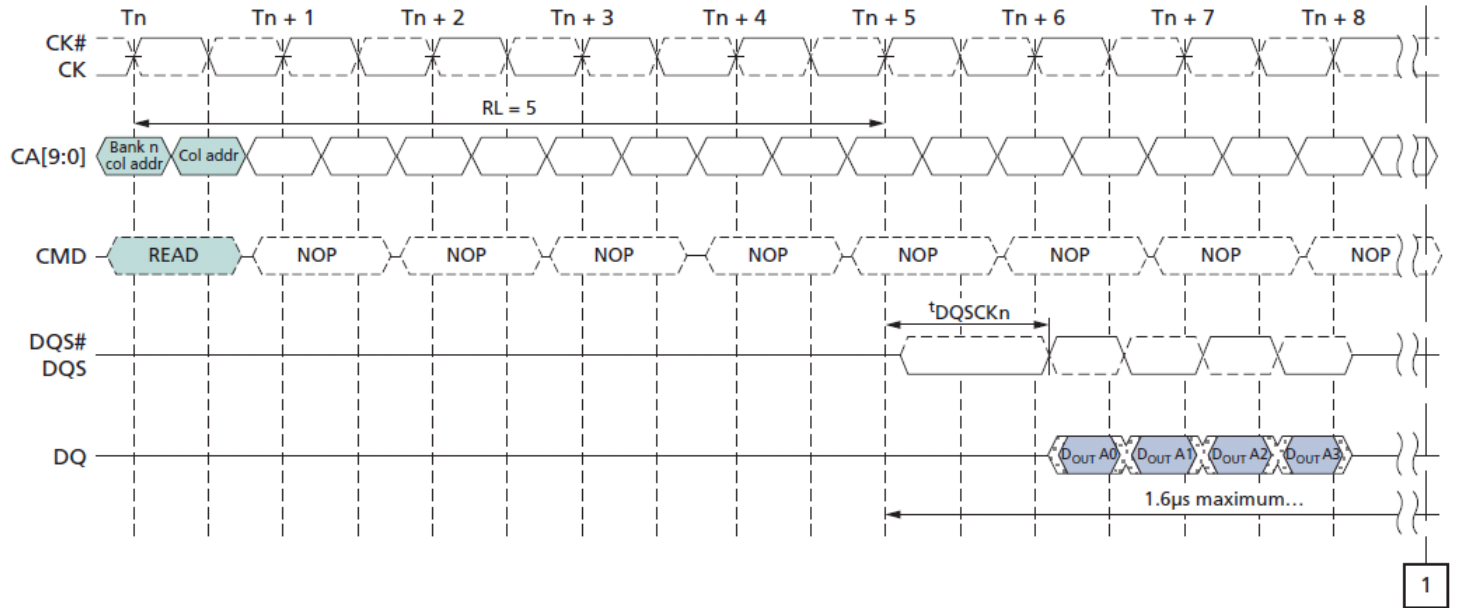 Tn Tn + 1 Tn + 2 Tn + 3 Tn + 4 Tn + 5 Tn + 6 Tn + 7 Tn + 8
CK#
CK
RL = 5
CA[9:0] Bank n col addr Col addr
CMD READ NOP NOP NOP NOP NOP NOP NOP NOP
tDQSCKn
DQS#
DQS
DQ DOUT A0 DOUT A1 DOUT A2 DOUT A3
1.6µs maximum...
1